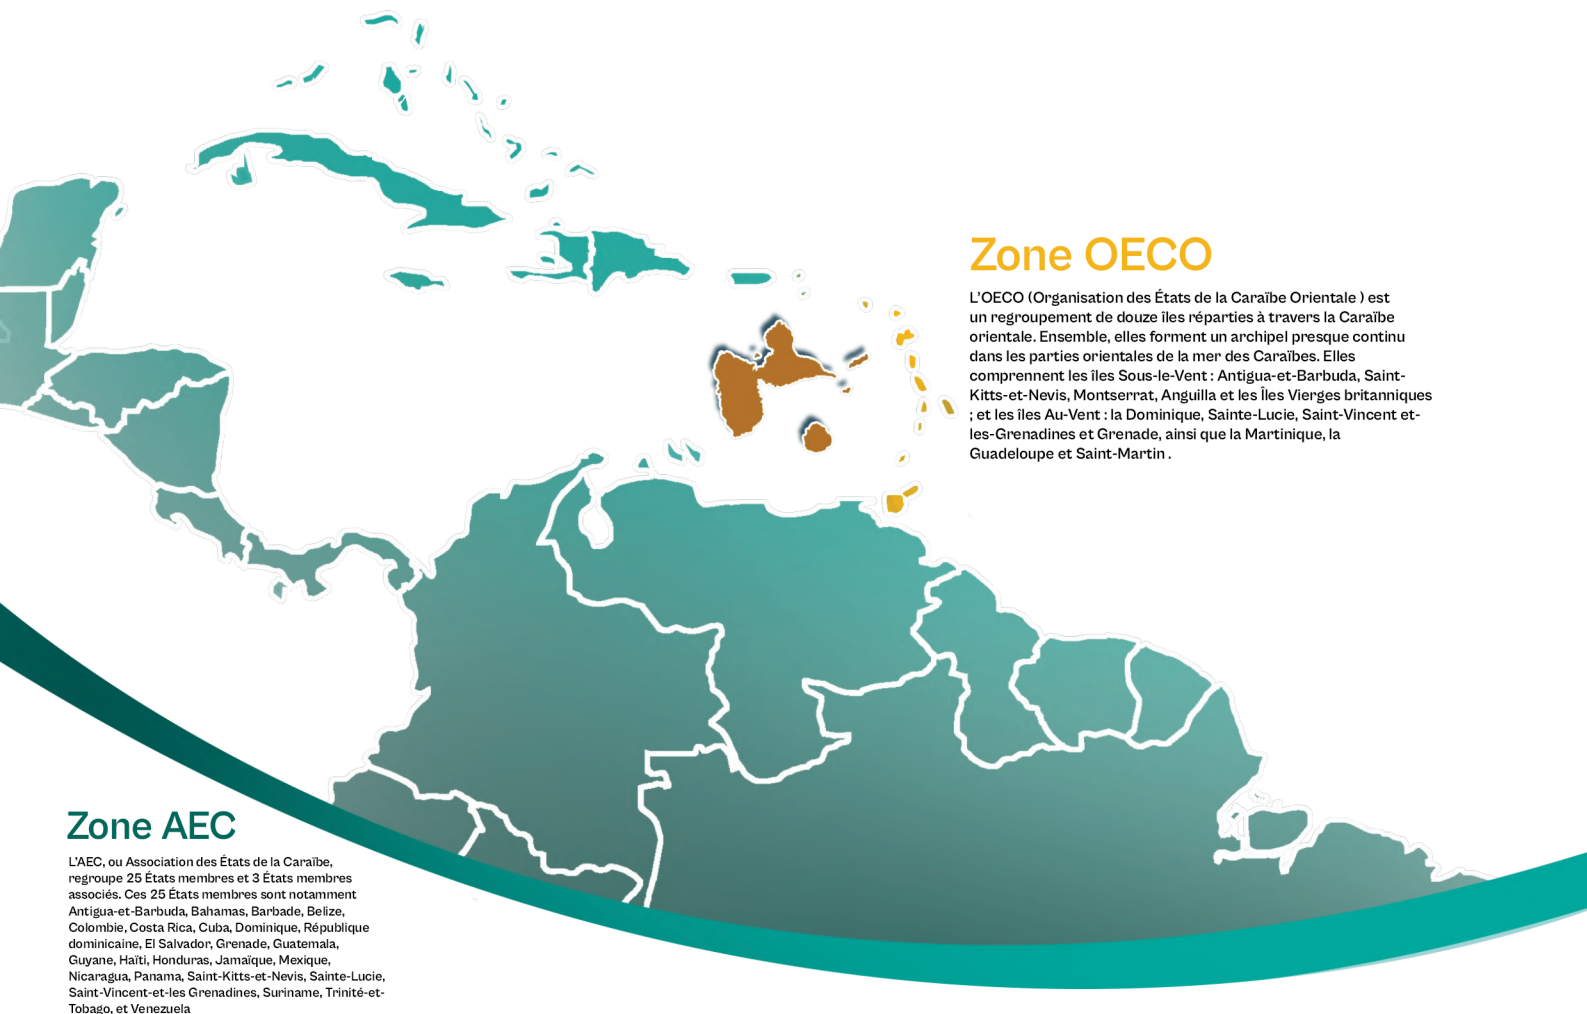 Zone OECO
L'OECO (Organisation des États de la Caraïbe Orientale ) est
un regroupement de douze îles réparties à travers la Caraïbe
orientale. Ensemble, elles forment un archipel presque continu
dans les parties orientales de la mer des Caraïbes. Elles
comprennent les îles Sous-le-Vent : Antigua-et-Barbuda, Saint-
Kitts-et-Nevis, Montserrat, Anguilla et les Îles Vierges britanniques
; et les îles Au-Vent : la Dominique, Sainte-Lucie, Saint-Vincent et-
les-Grenadines et Grenade, ainsi que la Martinique, la
Guadeloupe et Saint-Martin .
Zone AEC
L'AEC, ou Association des États de la Caraïbe,
regroupe 25 États membres et 3 États membres
associés. Ces 25 États membres sont notamment
Antigua-et-Barbuda, Bahamas, Barbade, Belize,
Colombie, Costa Rica, Cuba, Dominique, République
dominicaine, El Salvador, Grenade, Guatemala,
Guyane, Haïti, Honduras, Jamaïque, Mexique,
Nicaragua, Panama, Saint-Kitts-et-Nevis, Sainte-Lucie,
Saint-Vincent-et-les Grenadines, Suriname, Trinité-et-
Tobago, et Venezuela